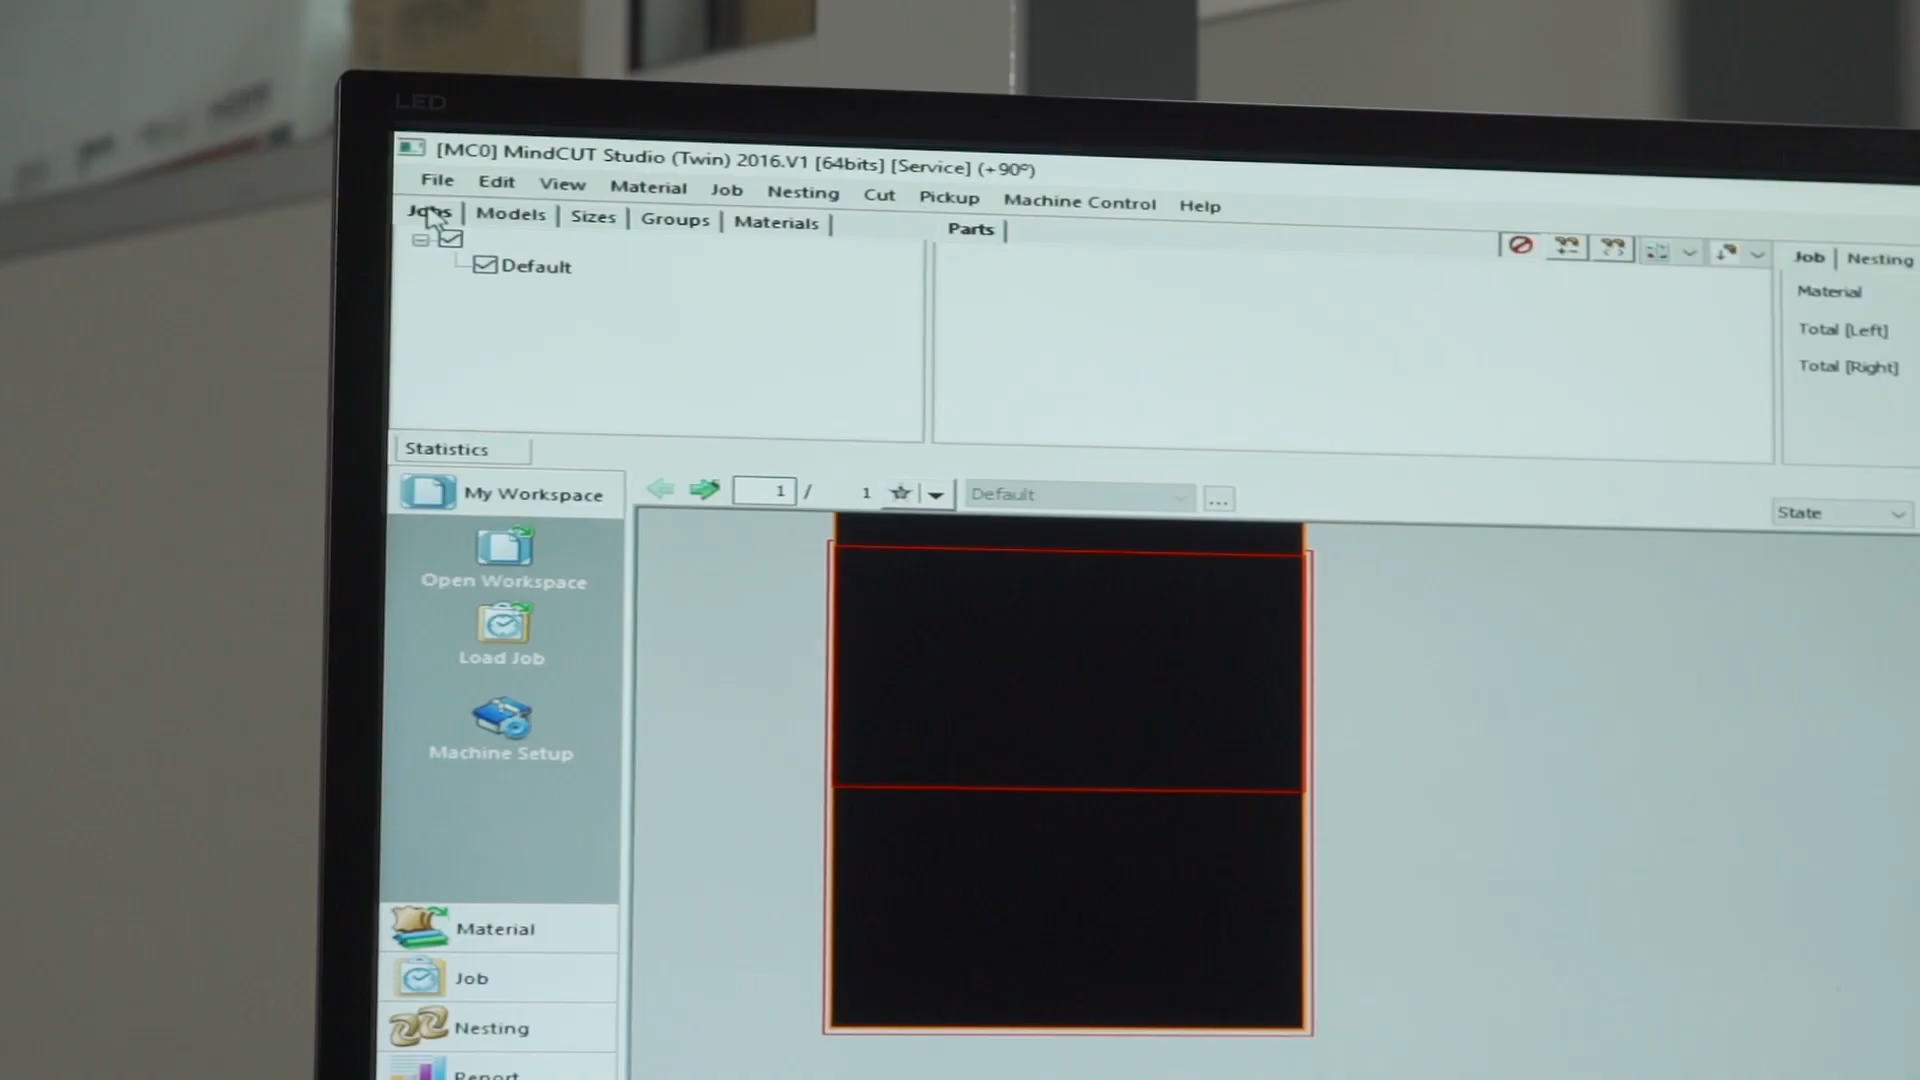 LED
[MC0] MindCUT Studio (Twin) 2016.V1 [64bits] [Service] (+90º)
File Edit View Material Job Nesting Cut Pickup Machine Control Help
Jobs Models Sizes Groups Materials
Parts
Job Nesting
Default
Material
Total [Left]
Total [Right]
Statistics
My Workspace
1 / 1
Default
...
State
Open Workspace
Load Job
Machine Setup
Material
Job
Nesting
Report